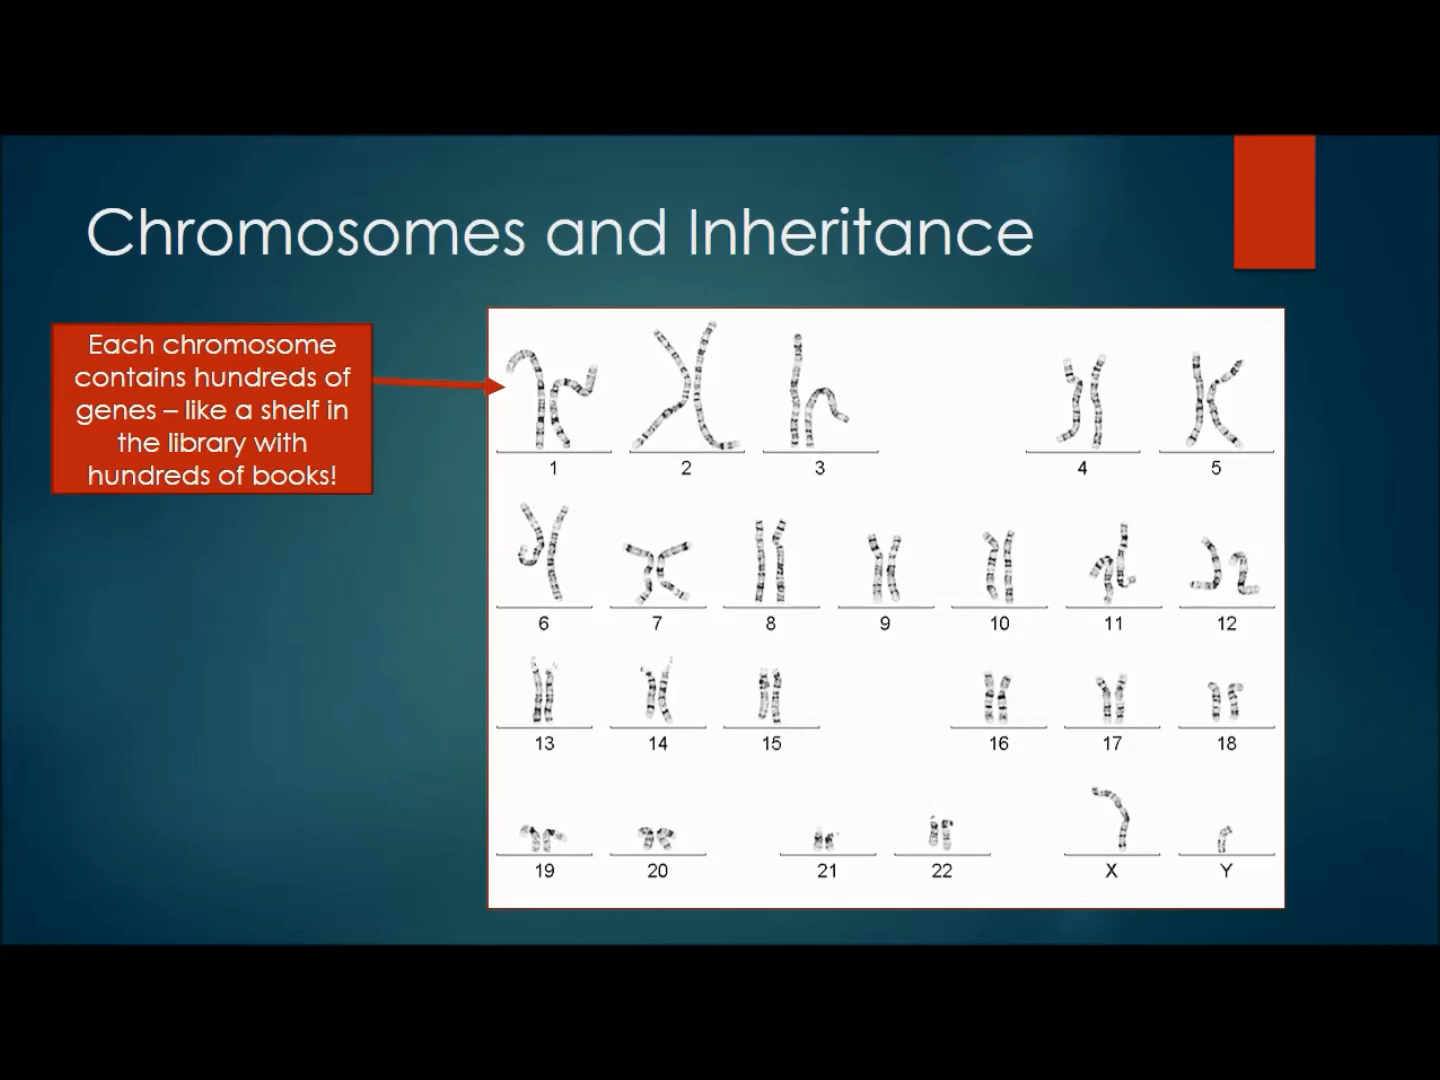 Chromosomes and Inheritance
Each chromosome
contains hundreds of
genes – like a shelf in
the library with
hundreds of books!
1 2 3 4 5
6 7 8 9 10 11 12
13 14 15 16 17 18
19 20 21 22 X Y